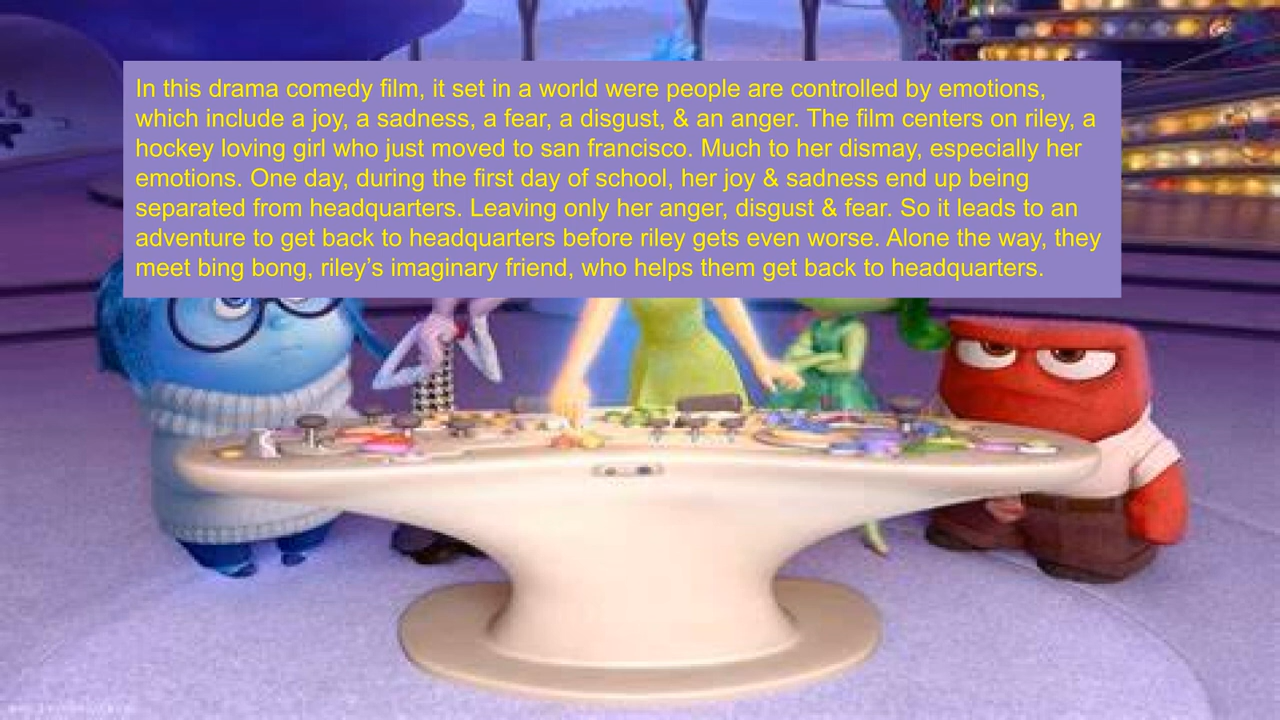 In this drama comedy film, it set in a world were people are controlled by emotions,
which include a joy, a sadness, a fear, a disgust, & an anger. The film centers on riley, a
hockey loving girl who just moved to san francisco. Much to her dismay, especially her
emotions. One day, during the first day of school, her joy & sadness end up being
separated from headquarters. Leaving only her anger, disgust & fear. So it leads to an
adventure to get back to headquarters before riley gets even worse. Alone the way, they
meet bing bong, riley’s imaginary friend, who helps them get back to headquarters.